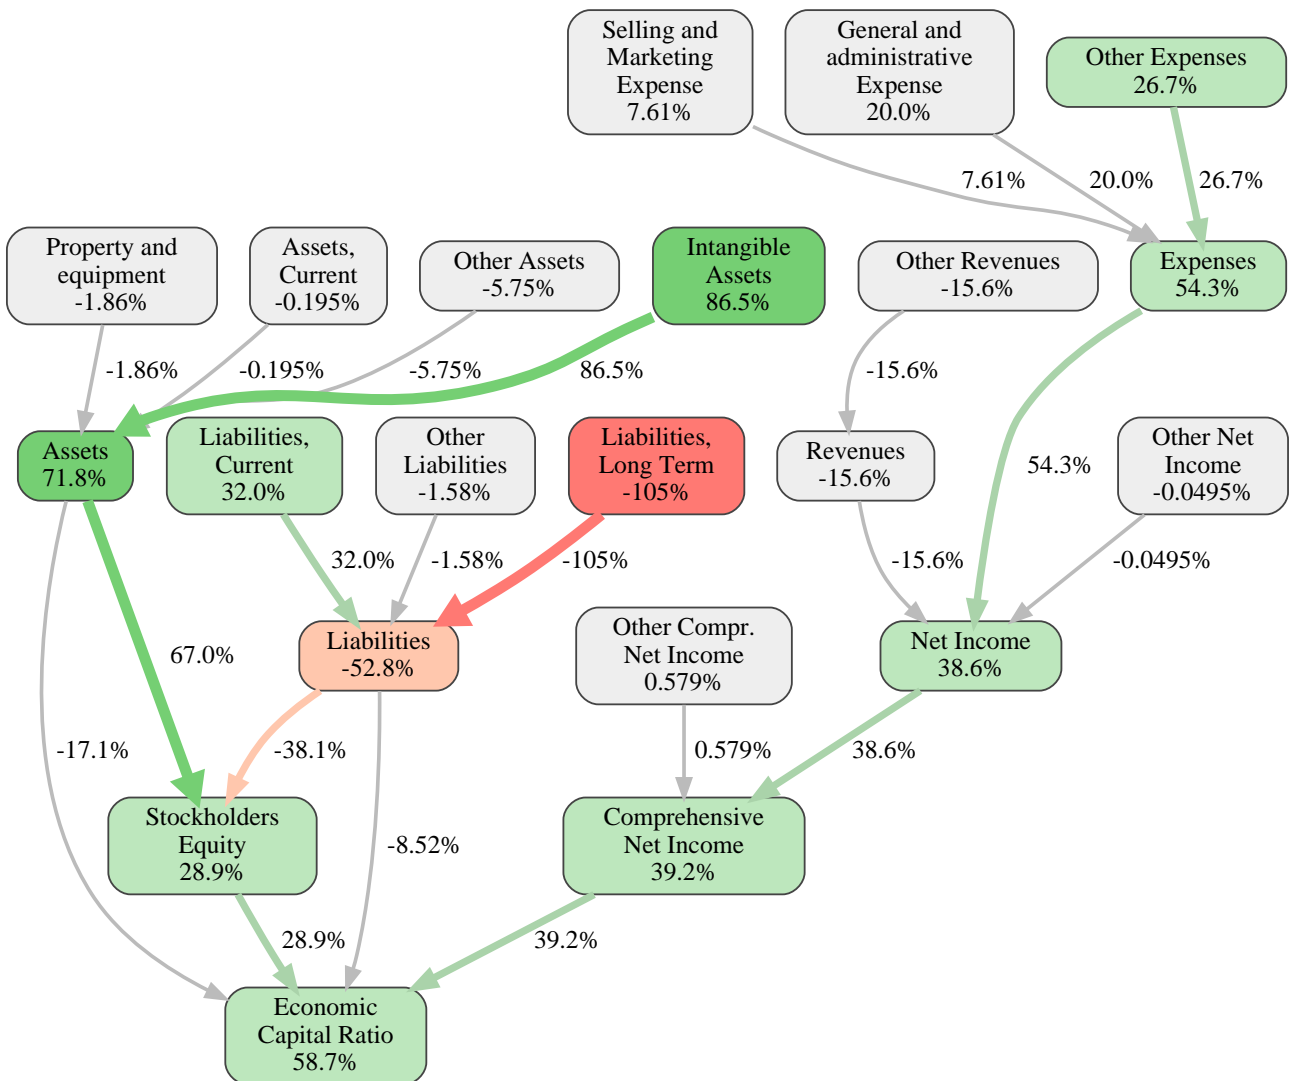 Selling and
Marketing
Expense
7.61%
General and
administrative
Expense
20.0%
Other Expenses
26.7%
7.61%
20.0%
26.7%
Property and
equipment
-1.86%
Assets,
Current
-0.195%
Other Assets
-5.75%
Intangible
Assets
86.5%
Other Revenues
-15.6%
Expenses
54.3%
-1.86%
-0.195%
-5.75%
86.5%
-15.6%
Assets
71.8%
Liabilities,
Current
32.0%
Other
Liabilities
-1.58%
Liabilities,
Long Term
-105%
Revenues
-15.6%
54.3%
Other Net
Income
-0.0495%
32.0%
-1.58%
-105%
-15.6%
-0.0495%
67.0%
Liabilities
-52.8%
Other Compr.
Net Income
0.579%
Net Income
38.6%
-17.1%
-38.1%
0.579%
38.6%
Stockholders
Equity
28.9%
-8.52%
Comprehensive
Net Income
39.2%
28.9%
39.2%
Economic
Capital Ratio
58.7%